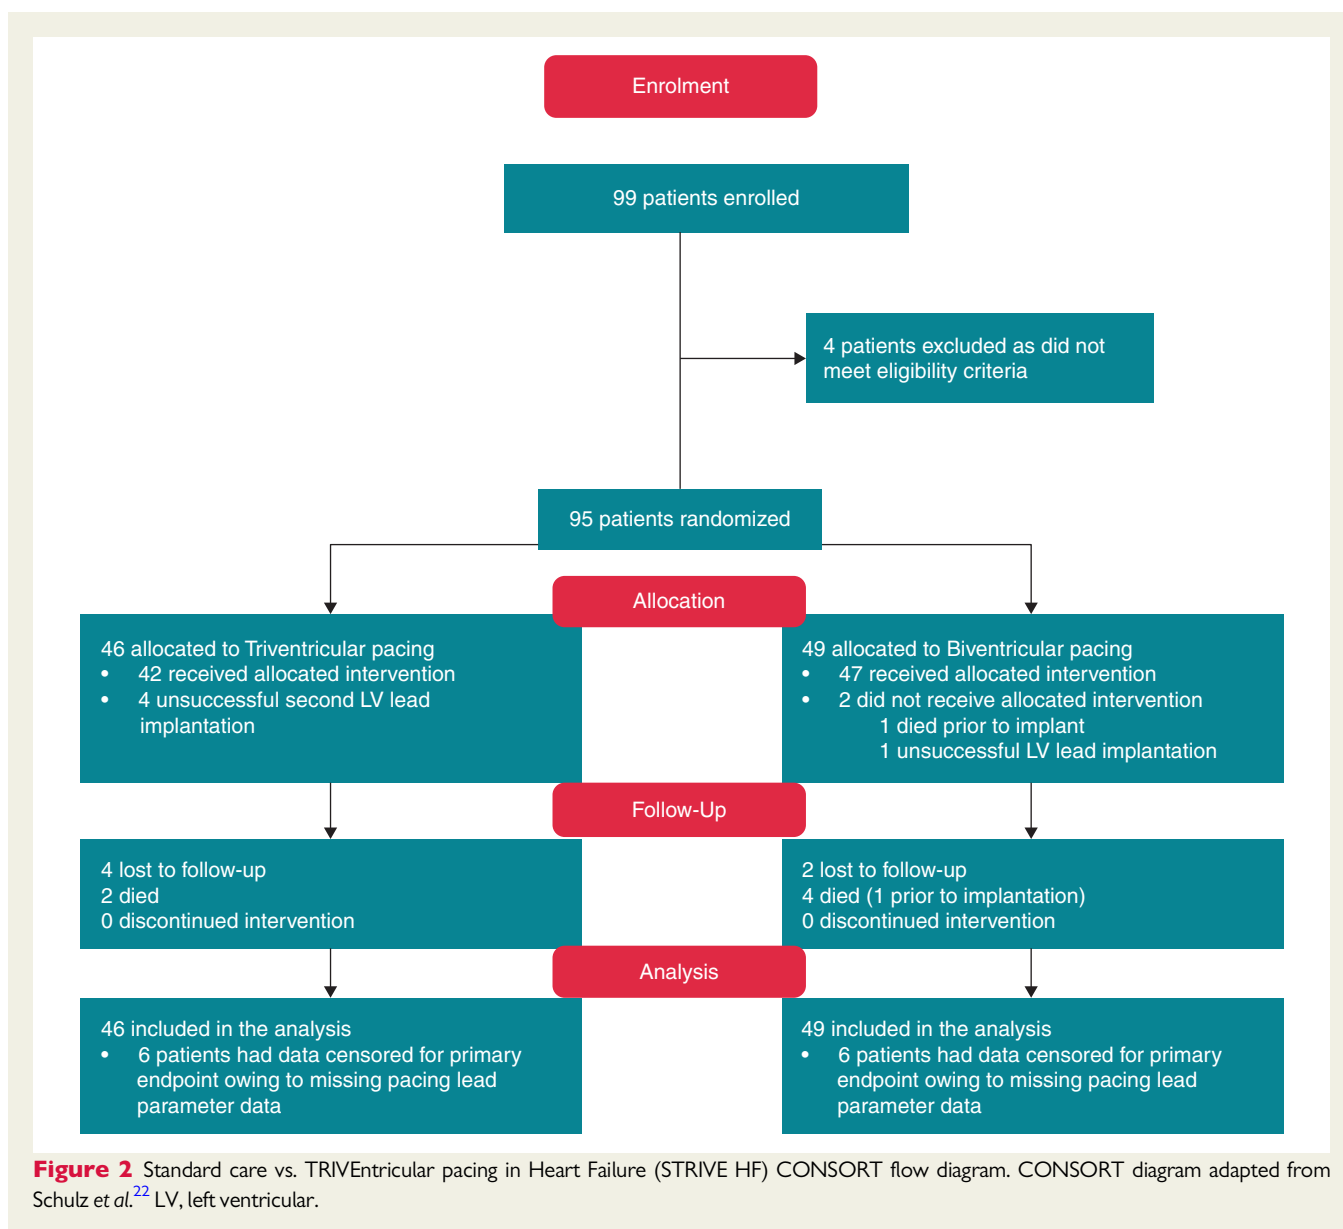 Enrolment
99 patients enrolled
4 patients excluded as did not
meet eligibility criteria
95 patients randomized
Allocation
46 allocated to Triventricular pacing
• 42 received allocated intervention
• 4 unsuccessful second LV lead
implantation
49 allocated to Biventricular pacing
• 47 received allocated intervention
• 2 did not receive allocated intervention
1 died prior to implant
1 unsuccessful LV lead implantation
Follow-Up
4 lost to follow-up
2 died
0 discontinued intervention
2 lost to follow-up
4 died (1 prior to implantation)
0 discontinued intervention
Analysis
46 included in the analysis
• 6 patients had data censored for primary
endpoint owing to missing pacing lead
parameter data
49 included in the analysis
• 6 patients had data censored for primary
endpoint owing to missing pacing lead
parameter data
Figure 2 Standard care vs. TRIVEntricular pacing in Heart Failure (STRIVE HF) CONSORT flow diagram. CONSORT diagram adapted from
Schulz et al.22 LV, left ventricular.